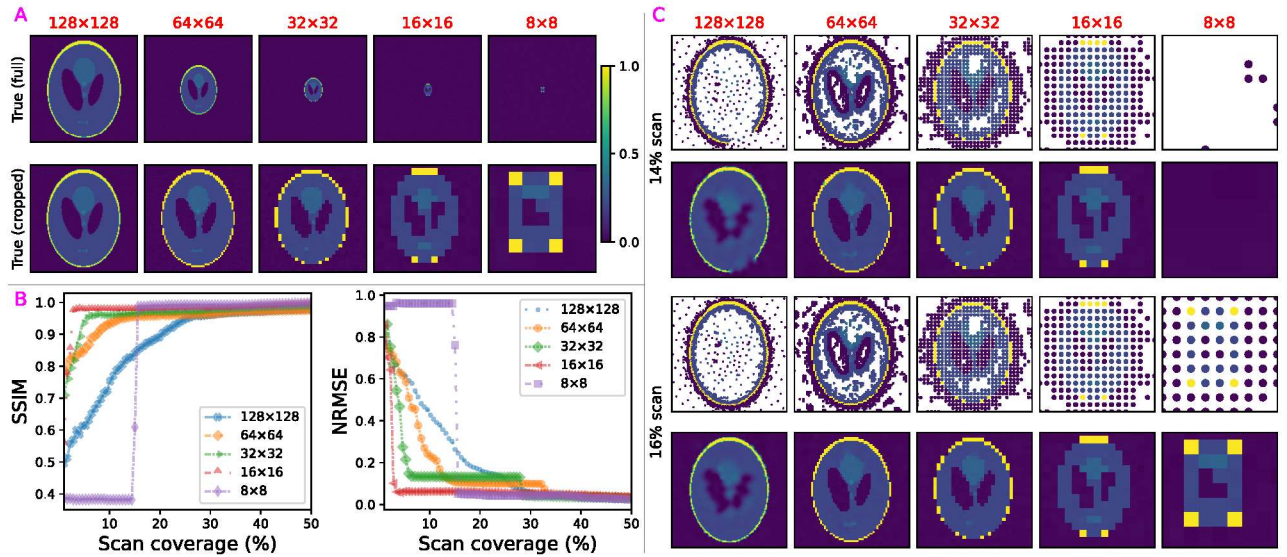 A
128×128 64×64 32×32 16×16 8×8
True (full)
1.0
0.5
0.0
True (cropped)
B
SSIM
1.0
0.9
0.8
0.7
0.6
0.5
0.4
128×128
64×64
32×32
16×16
8×8
10 20 30 40 50
Scan coverage (%)
NRMSE
1.0
0.8
0.6
0.4
0.2
0.0
128×128
64×64
32×32
16×16
8×8
10 20 30 40 50
Scan coverage (%)
C
128×128 64×64 32×32 16×16 8×8
14% scan
16% scan